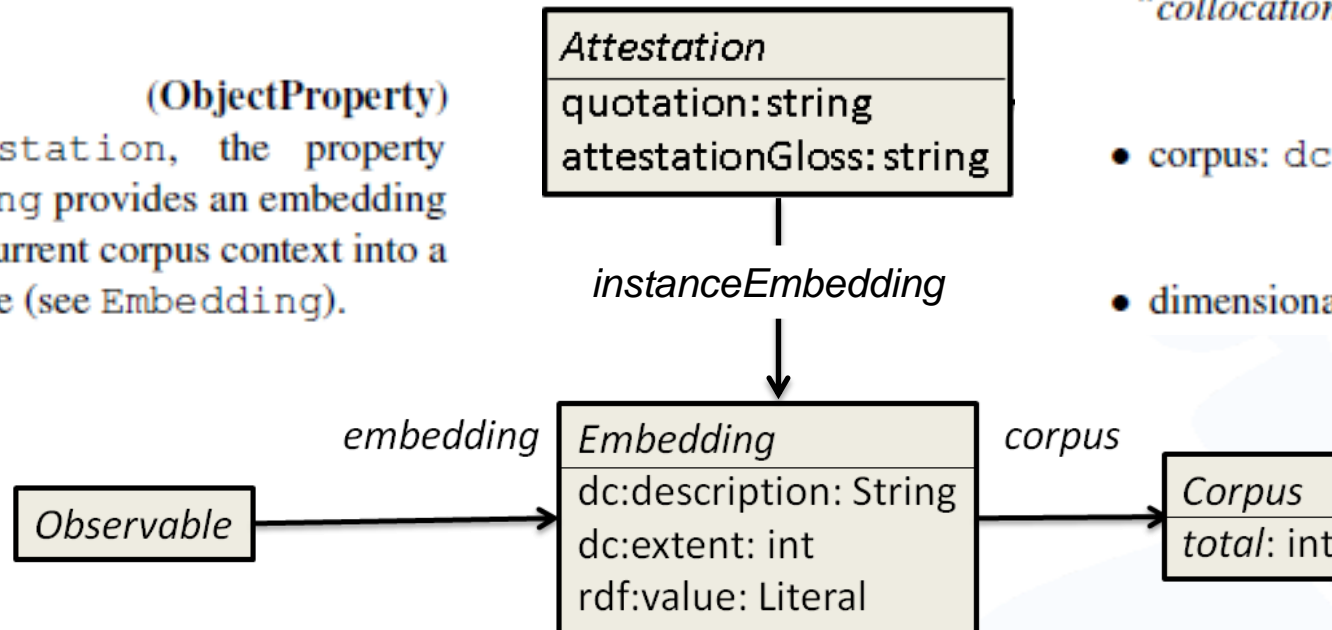 (ObjectProperty)
station, the property
ng provides an embedding
urrent corpus context into a
e (see Embedding).
Attestation
quotation: string
attestationGloss: string
"collocation
• corpus: dc
• dimensiona
instanceEmbedding
embedding
Embedding
dc:description: String
dc:extent: int
rdf:value: Literal
corpus
Observable
Corpus
total: int